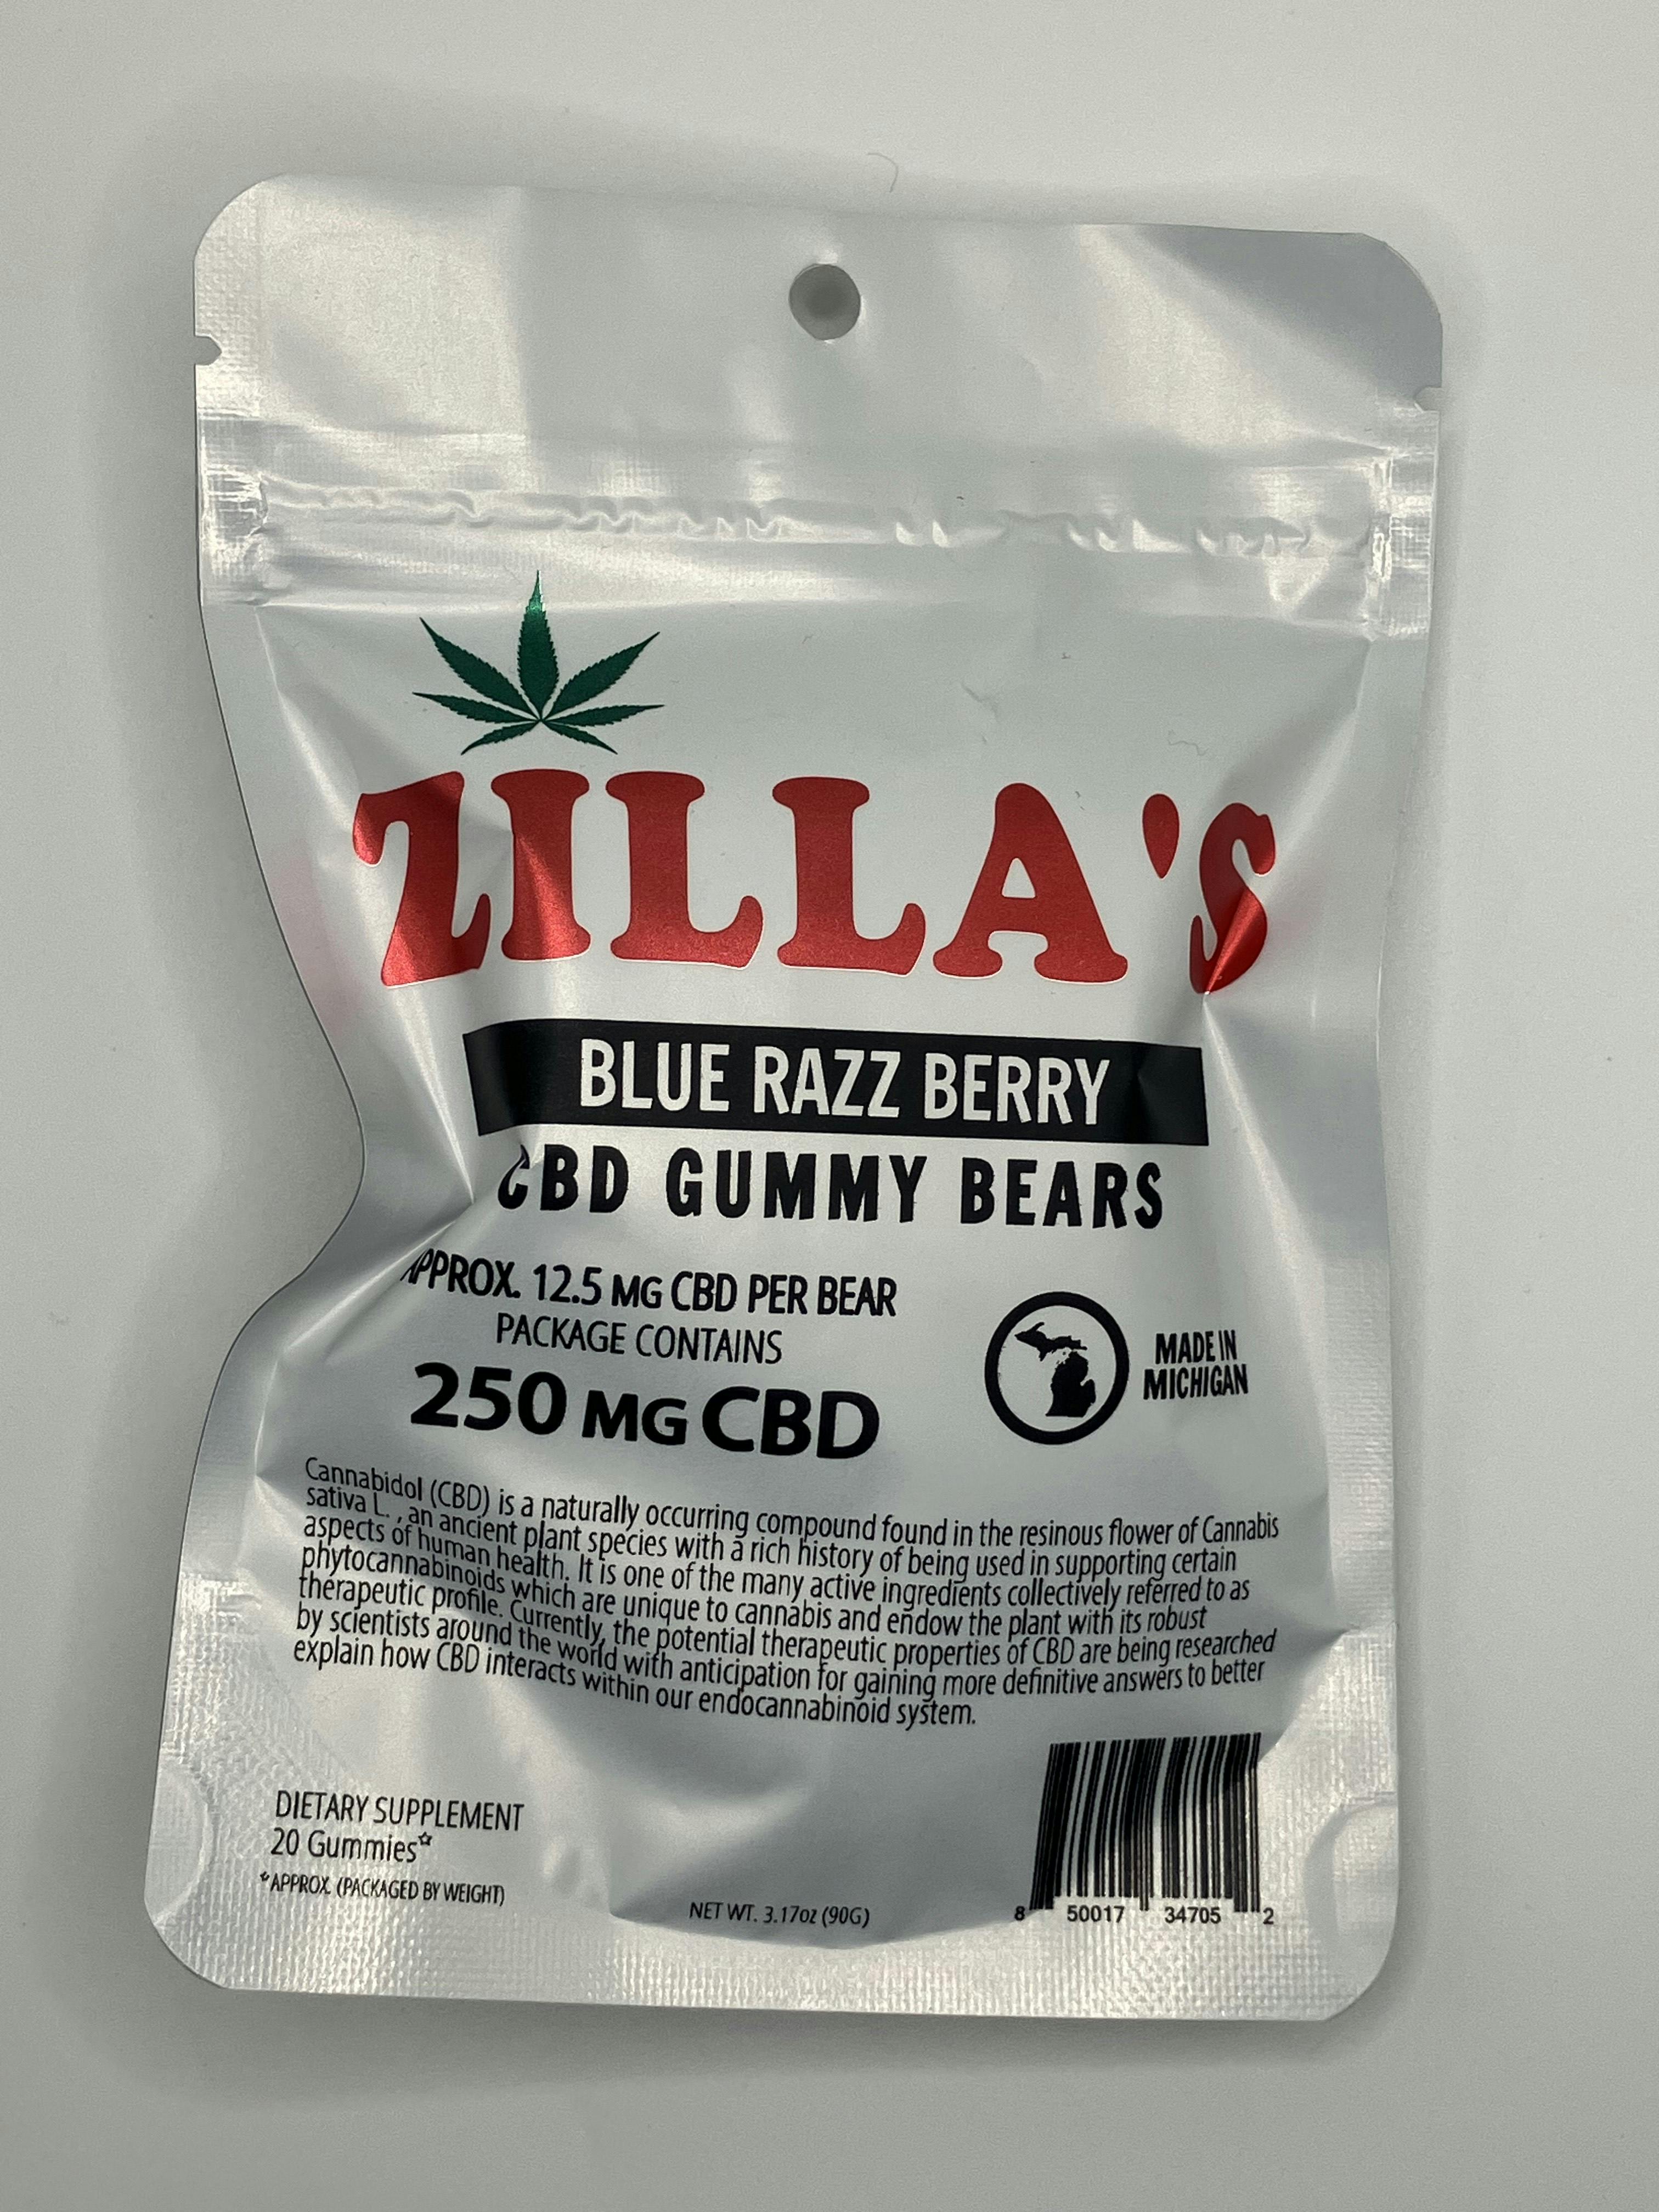 ZILLA'S
BLUE RAZZ BERRY
CBD GUMMY BEARS
APPROX. 12.5 MG CBD PER BEAR
PACKAGE CONTAINS
250 MG CBD
MADE IN
MICHIGAN
Cannabidol (CBD) is a naturally occurring compound found in the resinous flower of Cannabis
sativa L. , an ancient plant species with a rich history of being used in supporting certain
aspects of human health. It is one of the many active ingredients collectively referred to as
phytocannabinoids which are unique to cannabis and endow the plant with its robust
therapeutic profile. Currently, the potential therapeutic properties of CBD are being researched
by scientists around the world with anticipation for gaining more definitive answers to better
explain how CBD interacts within our endocannabinoid system.
DIETARY SUPPLEMENT
20 Gummies*
*APPROX. (PACKAGED BY WEIGHT)
NET WT. 3.17oz (90G)
8 50017 34705 2